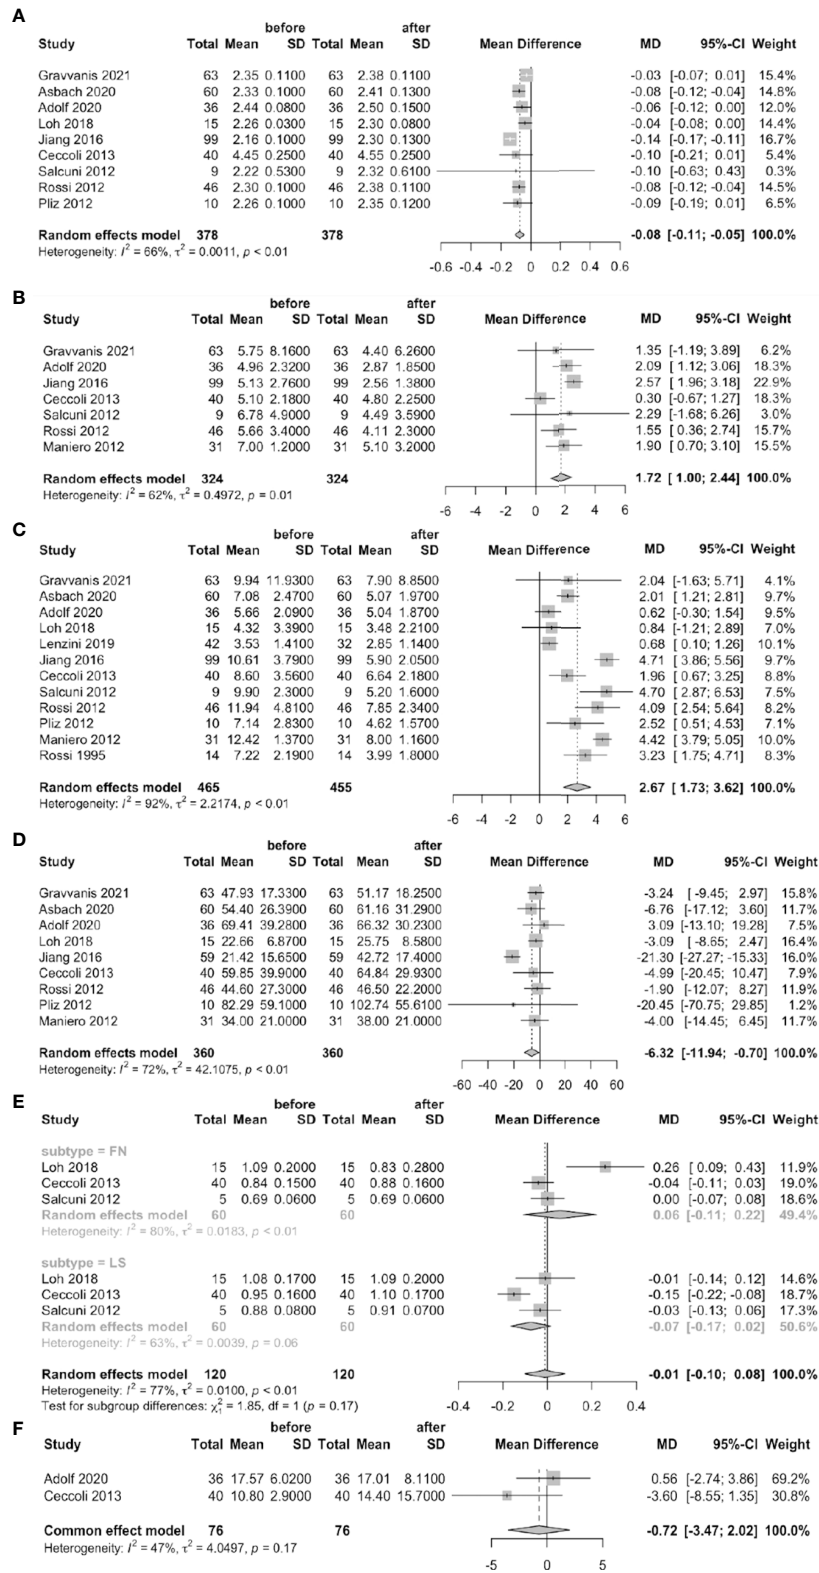 A
before after
Study Total Mean SD Total Mean SD Mean Difference MD 95%-CI Weight
Gravvanis 2021 63 2.35 0.1100 63 2.38 0.1100 -0.03 [-0.07; 0.01] 15.4%
Asbach 2020 60 2.33 0.1000 60 2.41 0.1300 -0.08 [-0.12; -0.04] 14.8%
Adolf 2020 36 2.44 0.0800 36 2.50 0.1500 -0.06 [-0.12; 0.00] 12.0%
Loh 2018 15 2.26 0.0300 15 2.30 0.0800 -0.04 [-0.08; 0.00] 14.4%
Jiang 2016 99 2.16 0.1000 99 2.30 0.1300 -0.14 [-0.17; -0.11] 16.7%
Ceccoli 2013 40 4.45 0.2500 40 4.55 0.2500 -0.10 [-0.21; 0.01] 5.4%
Salcuni 2012 9 2.22 0.5300 9 2.32 0.6100 -0.10 [-0.63; 0.43] 0.3%
Rossi 2012 46 2.30 0.1000 46 2.38 0.1100 -0.08 [-0.12; -0.04] 14.5%
Pliz 2012 10 2.26 0.1000 10 2.35 0.1200 -0.09 [-0.19; 0.01] 6.5%
Random effects model 378 378 -0.08 [-0.11; -0.05] 100.0%
Heterogeneity: I² = 66%, τ² = 0.0011, p < 0.01
-0.6 -0.4 -0.2 0 0.2 0.4 0.6
B
before after
Study Total Mean SD Total Mean SD Mean Difference MD 95%-CI Weight
Gravvanis 2021 63 5.75 8.1600 63 4.40 6.2600 1.35 [-1.19; 3.89] 6.2%
Adolf 2020 36 4.96 2.3200 36 2.87 1.8500 2.09 [ 1.12; 3.06] 18.3%
Jiang 2016 99 5.13 2.7600 99 2.56 1.3800 2.57 [ 1.96; 3.18] 22.9%
Ceccoli 2013 40 5.10 2.1800 40 4.80 2.2500 0.30 [-0.67; 1.27] 18.3%
Salcuni 2012 9 6.78 4.9000 9 4.49 3.5900 2.29 [-1.68; 6.26] 3.0%
Rossi 2012 46 5.66 3.4000 46 4.11 2.3000 1.55 [ 0.36; 2.74] 15.7%
Maniero 2012 31 7.00 1.2000 31 5.10 3.2000 1.90 [ 0.70; 3.10] 15.5%
Random effects model 324 324 1.72 [ 1.00; 2.44] 100.0%
Heterogeneity: I² = 62%, τ² = 0.4972, p = 0.01
-6 -4 -2 0 2 4 6
C
before after
Study Total Mean SD Total Mean SD Mean Difference MD 95%-CI Weight
Gravvanis 2021 63 9.94 11.9300 63 7.90 8.8500 2.04 [-1.63; 5.71] 4.1%
Asbach 2020 60 7.08 2.4700 60 5.07 1.9700 2.01 [ 1.21; 2.81] 9.7%
Adolf 2020 36 5.66 2.0900 36 5.04 1.8700 0.62 [-0.30; 1.54] 9.5%
Loh 2018 15 4.32 3.3900 15 3.48 2.2100 0.84 [-1.21; 2.89] 7.0%
Lenzini 2019 42 3.53 1.4100 32 2.85 1.1400 0.68 [ 0.10; 1.26] 10.1%
Jiang 2016 99 10.61 3.7900 99 5.90 2.0500 4.71 [ 3.86; 5.56] 9.7%
Ceccoli 2013 40 8.60 3.5600 40 6.64 2.1800 1.96 [ 0.67; 3.25] 8.8%
Salcuni 2012 9 9.90 2.3000 9 5.20 1.6000 4.70 [ 2.87; 6.53] 7.5%
Rossi 2012 46 11.94 4.8100 46 7.85 2.3400 4.09 [ 2.54; 5.64] 8.2%
Pliz 2012 10 7.14 2.8300 10 4.62 1.5700 2.52 [ 0.51; 4.53] 7.1%
Maniero 2012 31 12.42 1.3700 31 8.00 1.1600 4.42 [ 3.79; 5.05] 10.0%
Rossi 1995 14 7.22 2.1900 14 3.99 1.8000 3.23 [ 1.75; 4.71] 8.3%
Random effects model 465 455 2.67 [ 1.73; 3.62] 100.0%
Heterogeneity: I² = 92%, τ² = 2.2174, p < 0.01
-6 -4 -2 0 2 4 6
D
before after
Study Total Mean SD Total Mean SD Mean Difference MD 95%-CI Weight
Gravvanis 2021 63 47.93 17.3300 63 51.17 18.2500 -3.24 [ -9.45; 2.97] 15.8%
Asbach 2020 60 54.40 26.3900 60 61.16 31.2900 -6.76 [-17.12; 3.60] 11.7%
Adolf 2020 36 69.41 39.2800 36 66.32 30.2300 3.09 [-13.10; 19.28] 7.5%
Loh 2018 15 22.66 6.8700 15 25.75 8.5800 -3.09 [ -8.65; 2.47] 16.4%
Jiang 2016 59 21.42 15.6500 59 42.72 17.4000 -21.30 [-27.27; -15.33] 16.0%
Ceccoli 2013 40 59.85 39.9000 40 64.84 29.9300 -4.99 [-20.45; 10.47] 7.9%
Rossi 2012 46 44.60 27.3000 46 46.50 22.2000 -1.90 [-12.07; 8.27] 11.9%
Pliz 2012 10 82.29 59.1000 10 102.74 55.6100 -20.45 [-70.75; 29.85] 1.2%
Maniero 2012 31 34.00 21.0000 31 38.00 21.0000 -4.00 [-14.45; 6.45] 11.7%
Random effects model 360 360 -6.32 [-11.94; -0.70] 100.0%
Heterogeneity: I² = 72%, τ² = 42.1075, p < 0.01
-60 -40 -20 0 20 40 60
E
before after
Study Total Mean SD Total Mean SD Mean Difference MD 95%-CI Weight
subtype = FN
Loh 2018 15 1.09 0.2000 15 0.83 0.2800 0.26 [ 0.09; 0.43] 11.9%
Ceccoli 2013 40 0.84 0.1500 40 0.88 0.1600 -0.04 [-0.11; 0.03] 19.0%
Salcuni 2012 5 0.69 0.0600 5 0.69 0.0600 0.00 [-0.07; 0.08] 18.6%
Random effects model 60 60 0.06 [-0.11; 0.22] 49.4%
Heterogeneity: I² = 80%, τ² = 0.0183, p < 0.01
subtype = LS
Loh 2018 15 1.08 0.1700 15 1.09 0.2000 -0.01 [-0.14; 0.12] 14.6%
Ceccoli 2013 40 0.95 0.1600 40 1.10 0.1700 -0.15 [-0.22; -0.08] 18.7%
Salcuni 2012 5 0.88 0.0800 5 0.91 0.0700 -0.03 [-0.13; 0.06] 17.3%
Random effects model 60 60 -0.07 [-0.17; 0.02] 50.6%
Heterogeneity: I² = 63%, τ² = 0.0039, p = 0.06
Random effects model 120 120 -0.01 [-0.10; 0.08] 100.0%
Heterogeneity: I² = 77%, τ² = 0.0100, p < 0.01
Test for subgroup differences: χ²₁ = 1.85, df = 1 (p = 0.17)
-0.4 -0.2 0 0.2 0.4
F
before after
Study Total Mean SD Total Mean SD Mean Difference MD 95%-CI Weight
Adolf 2020 36 17.57 6.0200 36 17.01 8.1100 0.56 [-2.74; 3.86] 69.2%
Ceccoli 2013 40 10.80 2.9000 40 14.40 15.7000 -3.60 [-8.55; 1.35] 30.8%
Common effect model 76 76 -0.72 [-3.47; 2.02] 100.0%
Heterogeneity: I² = 47%, τ² = 4.0497, p = 0.17
-5 0 5